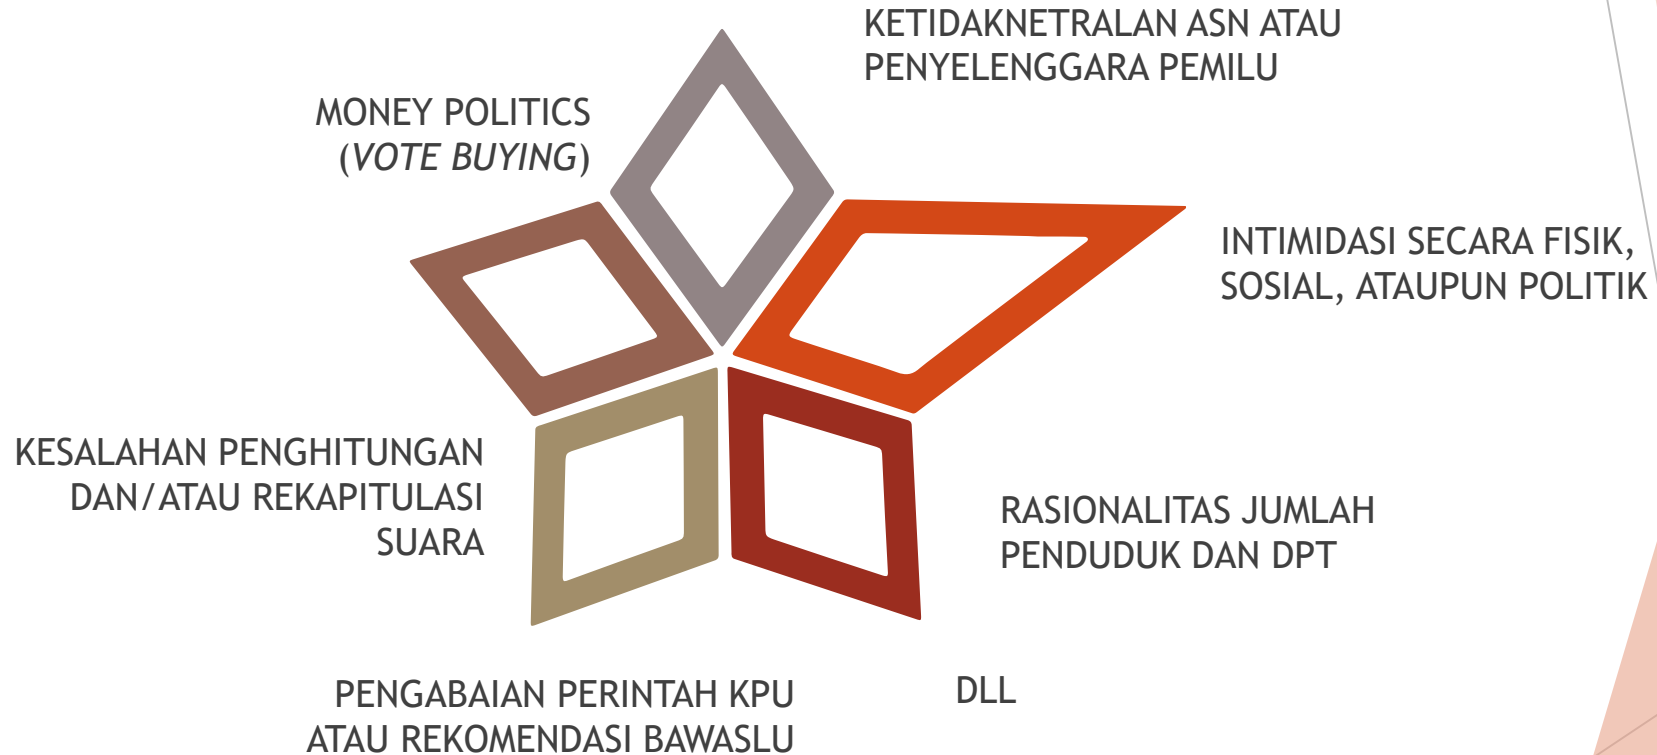 KETIDAKNETRALAN ASN ATAU
PENYELENGGARA PEMILU
MONEY POLITICS
(VOTE BUYING)
INTIMIDASI SECARA FISIK,
SOSIAL, ATAUPUN POLITIK
KESALAHAN PENGHITUNGAN
DAN/ATAU REKAPITULASI
SUARA
RASIONALITAS JUMLAH
PENDUDUK DAN DPT
PENGABAIAN PERINTAH KPU
ATAU REKOMENDASI BAWASLU
DLL